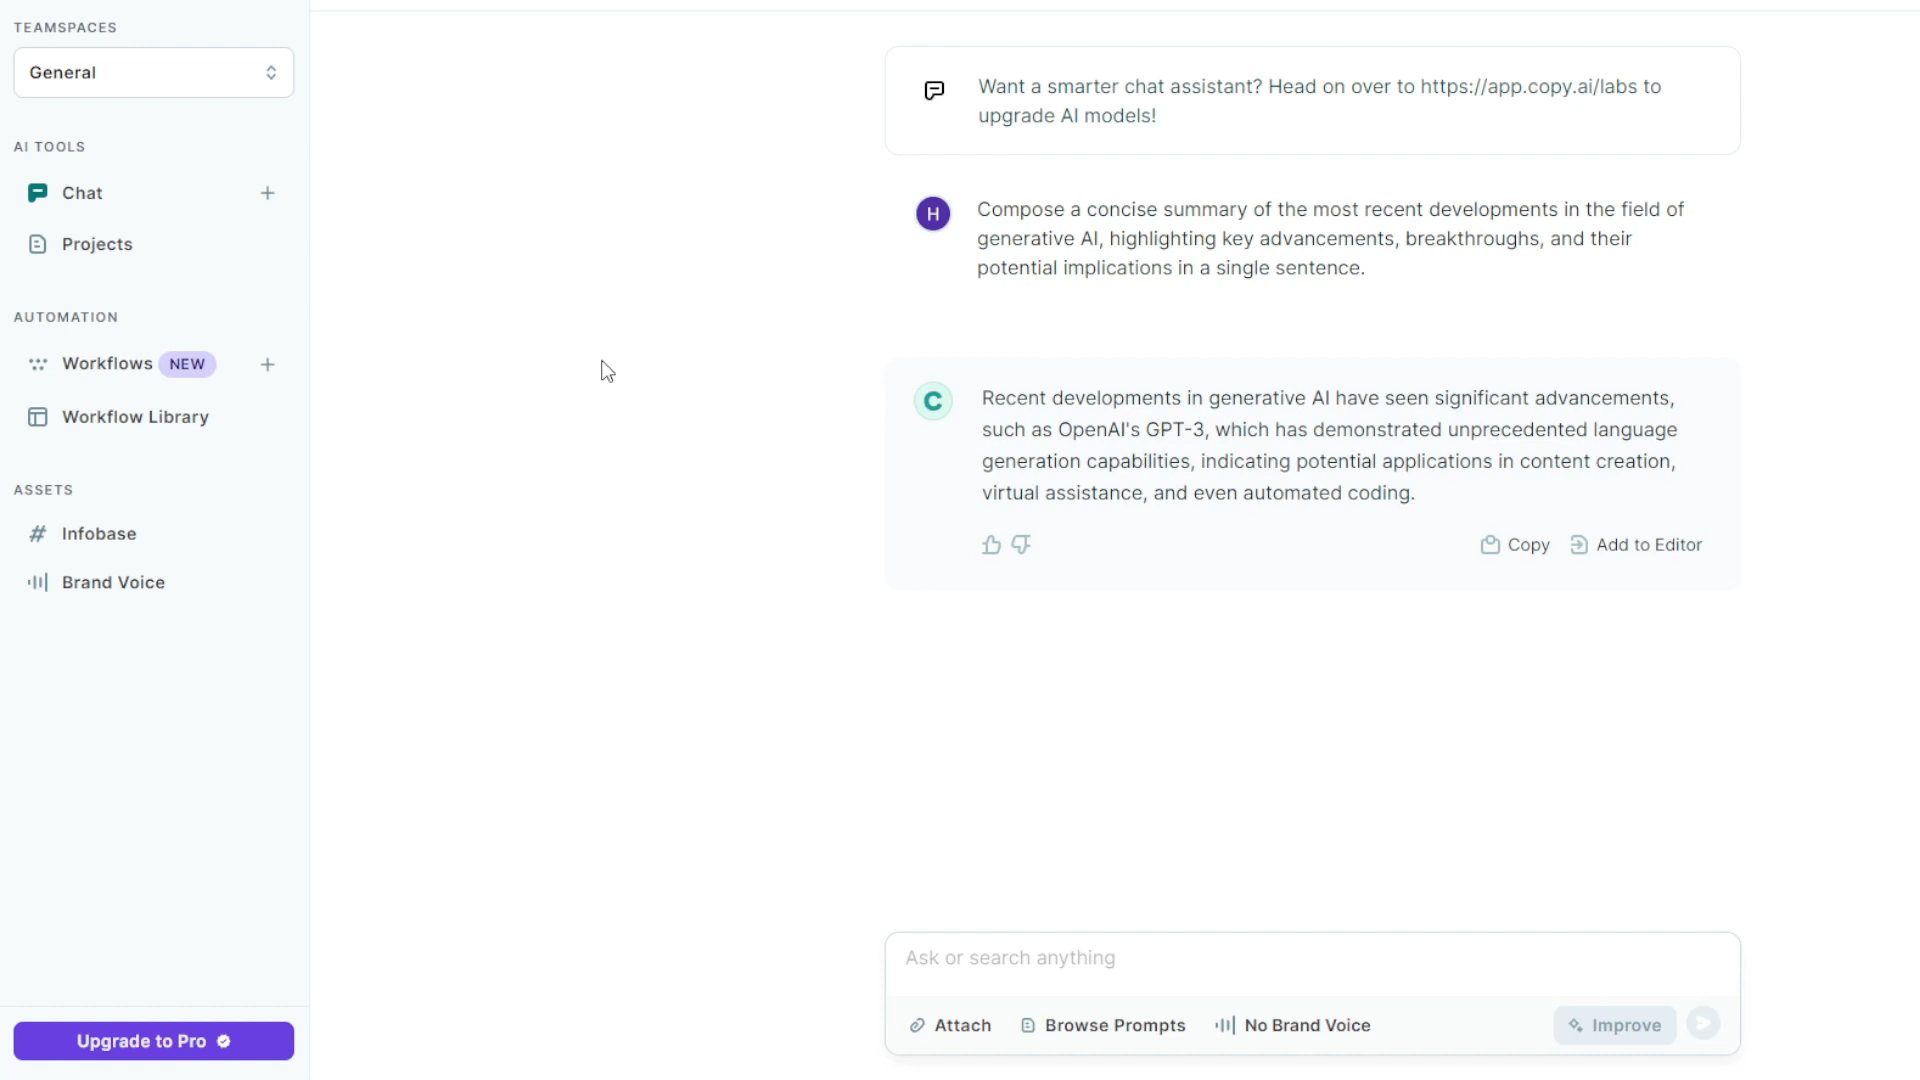 TEAMSPACES
General
AI TOOLS
Chat
Projects
AUTOMATION
Workflows NEW
Workflow Library
ASSETS
Infobase
Brand Voice
Upgrade to Pro
Want a smarter chat assistant? Head on over to https://app.copy.ai/labs to
upgrade AI models!
H
Compose a concise summary of the most recent developments in the field of
generative AI, highlighting key advancements, breakthroughs, and their
potential implications in a single sentence.
C
Recent developments in generative AI have seen significant advancements,
such as OpenAI's GPT-3, which has demonstrated unprecedented language
generation capabilities, indicating potential applications in content creation,
virtual assistance, and even automated coding.
Copy Add to Editor
Ask or search anything
Attach Browse Prompts No Brand Voice Improve